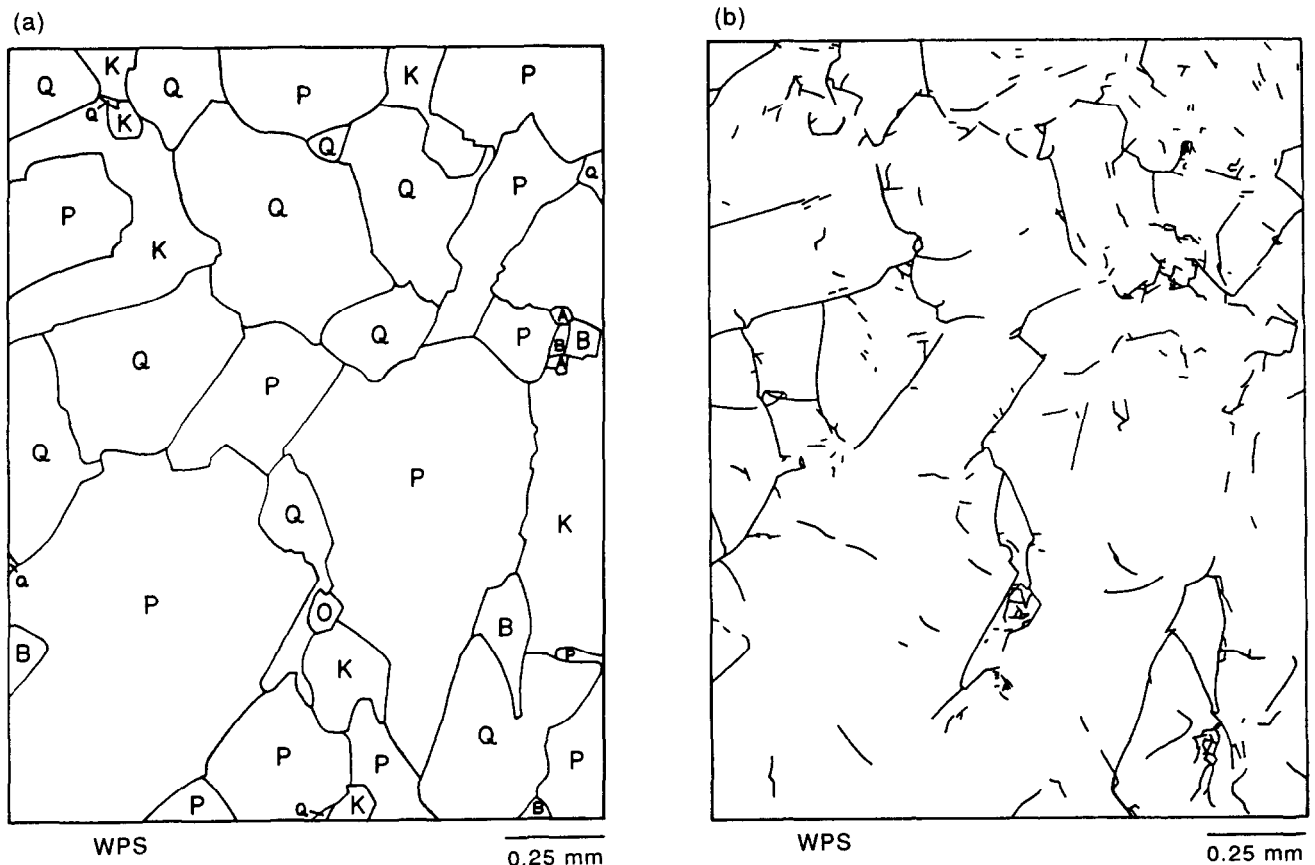 (a)
(b)
Q K Q P K P
Q K Q Q
P K Q Q P
Q P Q P A B B A
Q Q P K
Q P O B P
B K
P P Q P
P Q K B
WPS
0.25 mm
WPS
0.25 mm